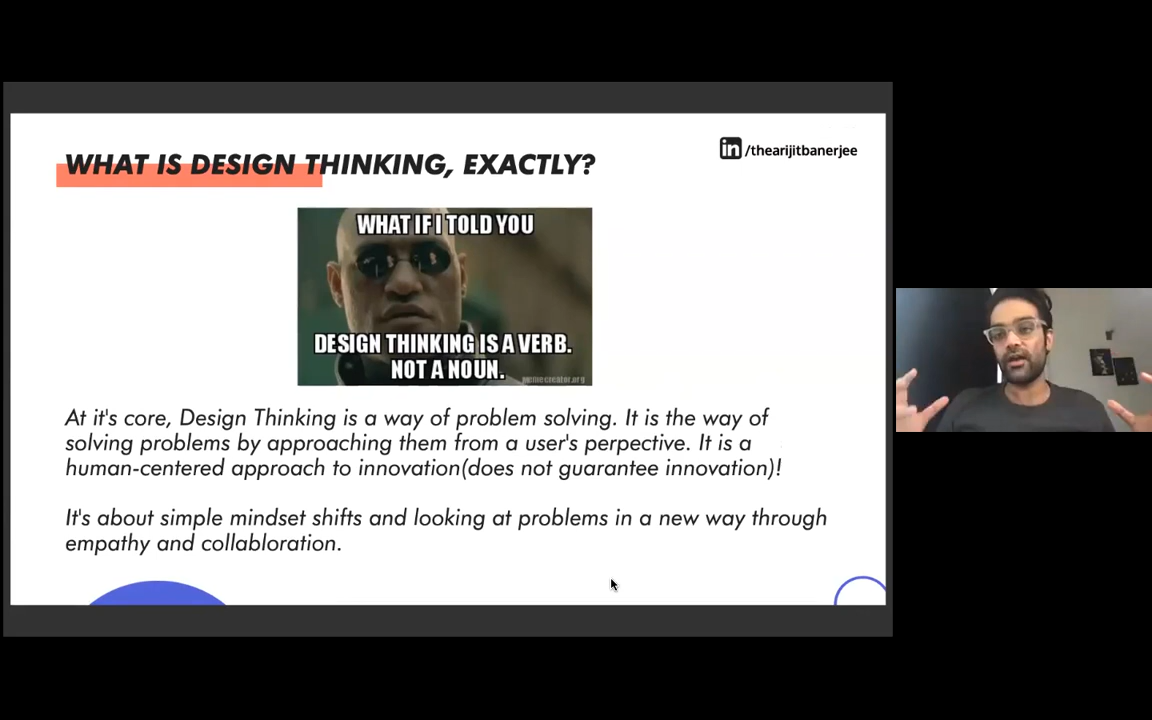 WHAT IS DESIGN THINKING, EXACTLY?
in /thearijitbanerjee
WHAT IF I TOLD YOU
DESIGN THINKING IS A VERB.
NOT A NOUN.
memecreator.org
At it's core, Design Thinking is a way of problem solving. It is the way of
solving problems by approaching them from a user's perpective. It is a
human-centered approach to innovation(does not guarantee innovation)!
It's about simple mindset shifts and looking at problems in a new way through
empathy and collabloration.